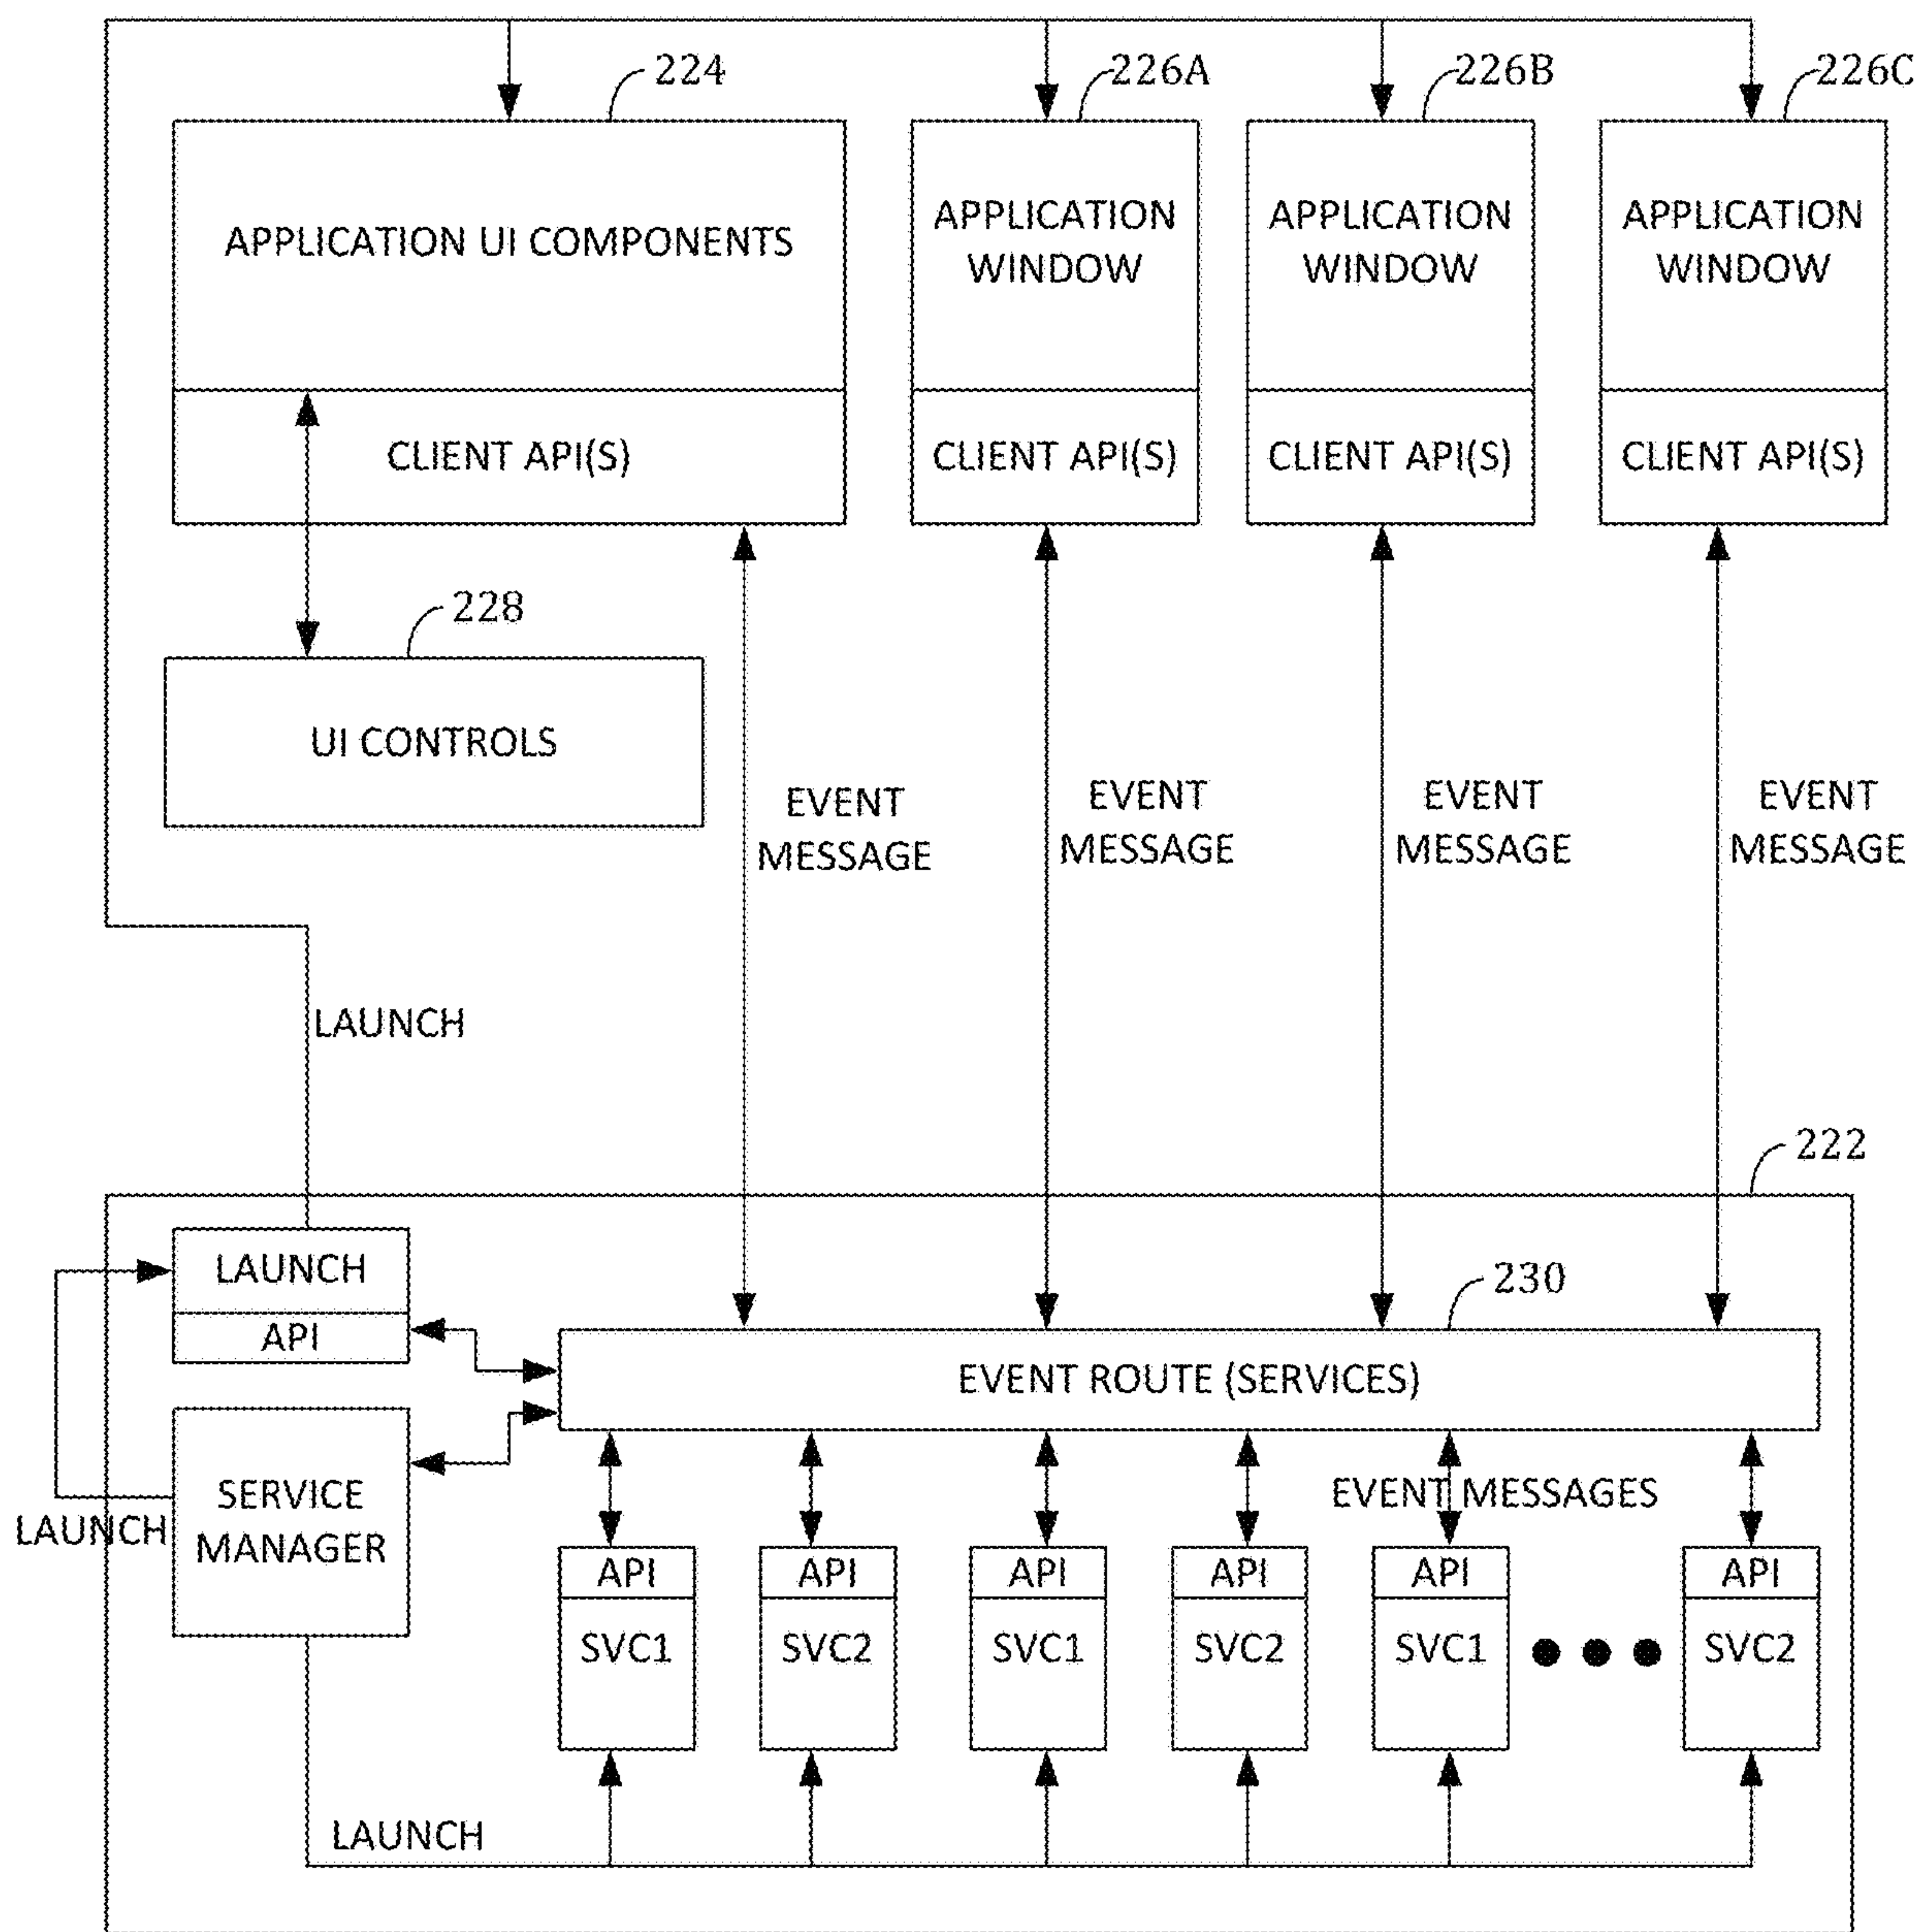 224
226A
226B
226C
APPLICATION UI COMPONENTS
APPLICATION
WINDOW
APPLICATION
WINDOW
APPLICATION
WINDOW
CLIENT API(S)
CLIENT API(S)
CLIENT API(S)
CLIENT API(S)
228
UI CONTROLS
EVENT
MESSAGE
EVENT
MESSAGE
EVENT
MESSAGE
EVENT
MESSAGE
LAUNCH
222
LAUNCH
API
230
EVENT ROUTE (SERVICES)
SERVICE
MANAGER
LAUNCH
EVENT MESSAGES
API
SVC1
API
SVC2
API
SVC1
API
SVC2
API
SVC1
API
SVC2
LAUNCH